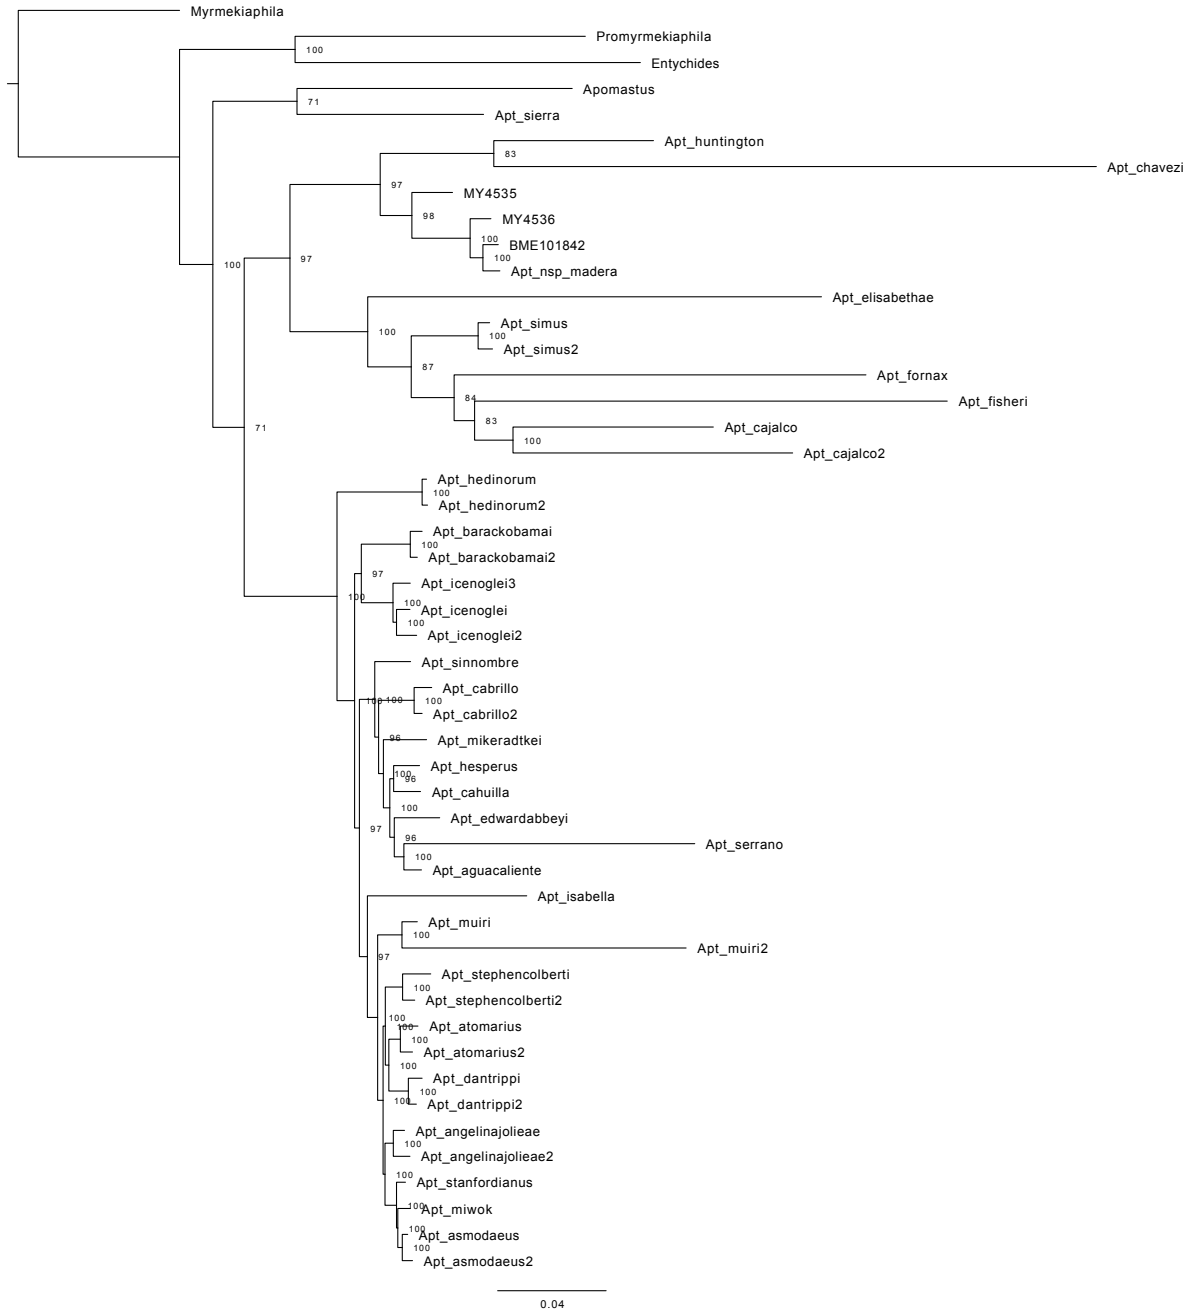 Myrmekiaphila
Promyrmekiaphila
100
Entychides
Apomastus
71
Apt_sierra
Apt_huntington
83
Apt_chavezi
97
MY4535
98
MY4536
100
BME101842
100
97
100
Apt_nsp_madera
Apt_elisabethae
Apt_simus
100
100
Apt_simus2
87
Apt_fornax
84
Apt_fisheri
83
Apt_cajalco
71
100
Apt_cajalco2
Apt_hedinorum
100
Apt_hedinorum2
Apt_barackobamai
100
Apt_barackobamai2
97
Apt_icenoglei3
100
100
Apt_icenoglei
100
Apt_icenoglei2
Apt_sinnombre
Apt_cabrillo
100
100
100
Apt_cabrillo2
96
Apt_mikeradtkei
Apt_hesperus
100
96
Apt_cahuilla
100
Apt_edwardabbeyi
97
96
Apt_serrano
100
Apt_aguacaliente
Apt_isabella
Apt_muiri
100
Apt_muiri2
97
Apt_stephencolberti
100
Apt_stephencolberti2
100
100
Apt_atomarius
100
Apt_atomarius2
100
Apt_dantrippi
100
100
Apt_dantrippi2
Apt_angelinajolieae
100
Apt_angelinajolieae2
100
Apt_stanfordianus
100
Apt_miwok
100
Apt_asmodaeus
100
Apt_asmodaeus2
0.04